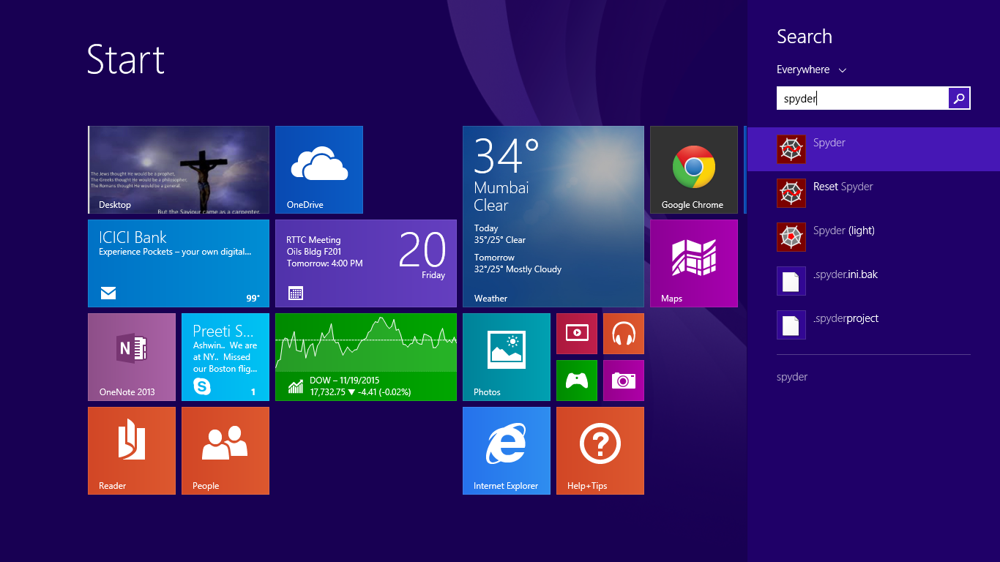 Start
The Jews thought He would be a prophet,
The Greeks thought He would be a philosopher,
The Romans thought He would be a general.
But the Saviour came as a carpenter.
Desktop
OneDrive
ICICI Bank
Experience Pockets – your own digital...
99+
RTTC Meeting
Oils Bldg F201
Tomorrow: 4:00 PM
20
Friday
N
OneNote 2013
Preeti S...
Ashwin.. We are
at NY.. Missed
our Boston flig...
S
1
DOW – 11/19/2015
17,732.75 ▼ -4.41 (-0.02%)
Reader
People
34°
Mumbai
Clear
Today
35°/25° Clear
Tomorrow
32°/25° Mostly Cloudy
Weather
Google Chrome
Maps
Photos
Internet Explorer
?
Help+Tips
Search
Everywhere
spyder
Spyder
Reset Spyder
Spyder (light)
.spyder.ini.bak
.spyderproject
spyder